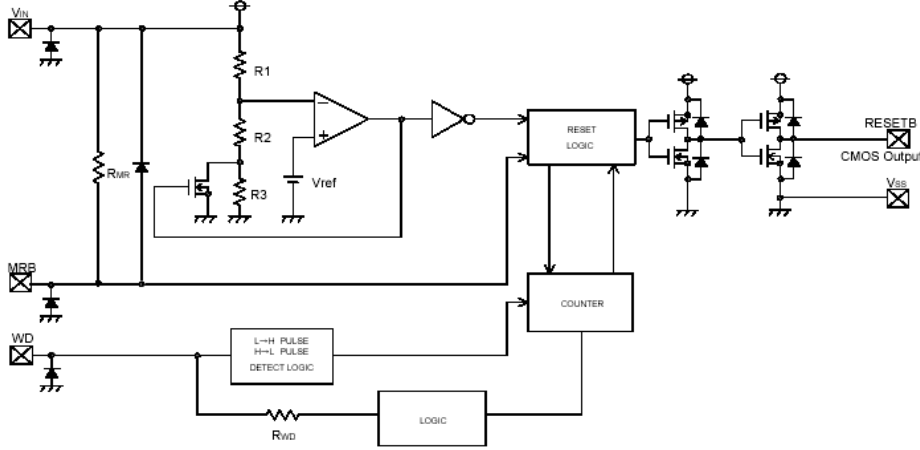 VIN
R1
R2
R3
RMR
Vref
−
+
RESET
LOGIC
RESETB
CMOS Output
VSS
MRB
COUNTER
WD
L→H PULSE
H→L PULSE
DETECT LOGIC
RWD
LOGIC